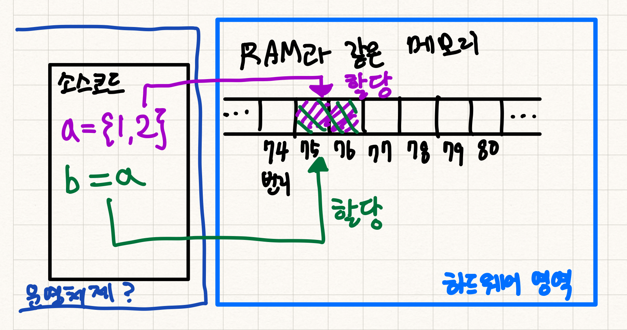 소스코드
a={1,2}
b=a
운영체제?
RAM과 같은 메모리
할당
... ...
74 75 76 77 78 79 80
번지
할당
하드웨어 영역